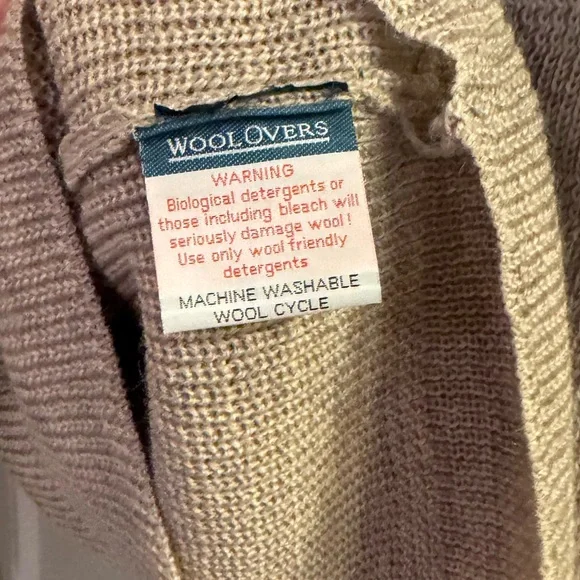 WOOLOVERS
WARNING
Biological detergents or
those including bleach will
seriously damage wool!
Use only wool friendly
detergents
MACHINE WASHABLE
WOOL CYCLE